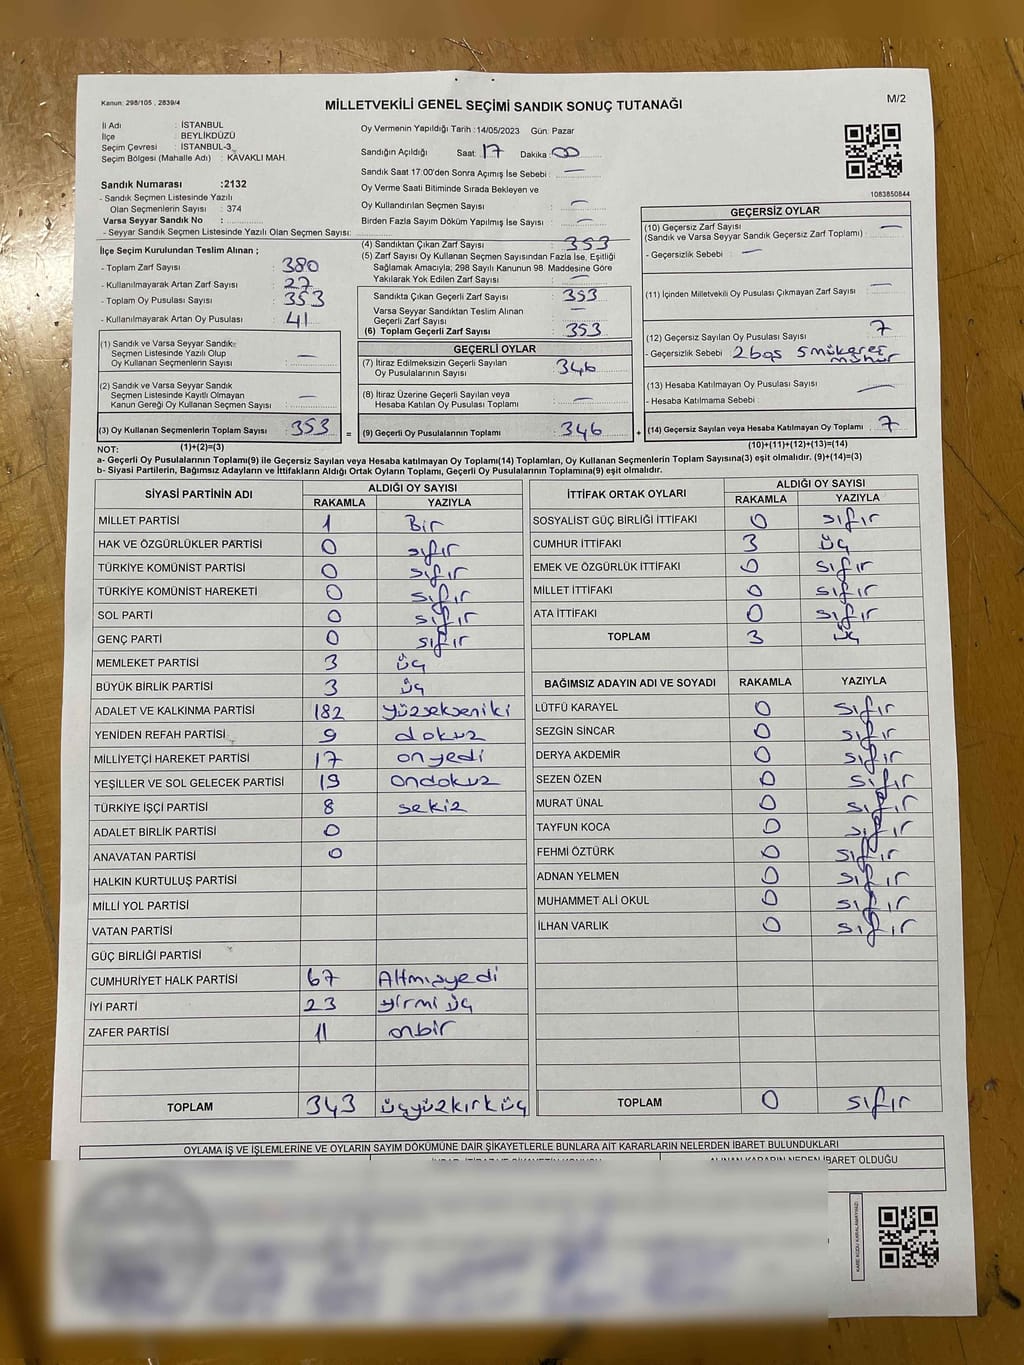 Kanun: 298/105 , 2839/4
MİLLETVEKİLİ GENEL SEÇİMİ SANDIK SONUÇ TUTANAĞI
M/2
İl Adı : İSTANBUL
İlçe : BEYLİKDÜZÜ
Seçim Çevresi : İSTANBUL-3
Seçim Bölgesi (Mahalle Adı) : KAVAKLI MAH.
Sandık Numarası :2132
- Sandık Seçmen Listesinde Yazılı
Olan Seçmenlerin Sayısı : 374
Varsa Seyyar Sandık No :
- Seyyar Sandık Seçmen Listesinde Yazılı Olan Seçmen Sayısı:
Oy Vermenin Yapıldığı Tarih : 14/05/2023 Gün: Pazar
Sandığın Açıldığı Saat: 17 Dakika: 00
Sandık Saat 17:00'den Sonra Açımış İse Sebebi : —
Oy Verme Saati Bitiminde Sırada Bekleyen ve
Oy Kullandırılan Seçmen Sayısı : —
Birden Fazla Sayım Döküm Yapılmış İse Sayısı : —
1083850844
İlçe Seçim Kurulundan Teslim Alınan ;
- Toplam Zarf Sayısı : 380
- Kullanılmayarak Artan Zarf Sayısı : 27
- Toplam Oy Pusulası Sayısı : 353
- Kullanılmayarak Artan Oy Pusulası : 41
(1) Sandık ve Varsa Seyyar Sandık
Seçmen Listesinde Yazılı Olup
Oy Kullanan Seçmenlerin Sayısı : —
(2) Sandık ve Varsa Seyyar Sandık
Seçmen Listesinde Kayıtlı Olmayan
Kanun Gereği Oy Kullanan Seçmen Sayısı : —
(3) Oy Kullanan Seçmenlerin Toplam Sayısı : 353 =
(1)+(2)=(3)
(4) Sandıktan Çıkan Zarf Sayısı : 353
(5) Zarf Sayısı Oy Kullanan Seçmen Sayısından Fazla İse, Eşitliği
Sağlamak Amacıyla; 298 Sayılı Kanunun 98. Maddesine Göre
Yakılarak Yok Edilen Zarf Sayısı : —
Sandıkta Çıkan Geçerli Zarf Sayısı : 353
Varsa Seyyar Sandıktan Teslim Alınan
Geçerli Zarf Sayısı : —
(6) Toplam Geçerli Zarf Sayısı : 353
GEÇERLİ OYLAR
(7) İtiraz Edilmeksizin Geçerli Sayılan
Oy Pusulalarının Sayısı : 346
(8) İtiraz Üzerine Geçerli Sayılan veya
Hesaba Katılan Oy Pusulası Toplamı : —
(9) Geçerli Oy Pusulalarının Toplamı : 346 +
GEÇERSİZ OYLAR
(10) Geçersiz Zarf Sayısı : —
(Sandık ve Varsa Seyyar Sandık Geçersiz Zarf Toplamı)
- Geçersizlik Sebebi : —
(11) İçinden Milletvekili Oy Pusulası Çıkmayan Zarf Sayısı : —
(12) Geçersiz Sayılan Oy Pusulası Sayısı : 7
- Geçersizlik Sebebi : 2 boş 5 mükerrer mühür
(13) Hesaba Katılmayan Oy Pusulası Sayısı : —
- Hesaba Katılmama Sebebi :
(14) Geçersiz Sayılan veya Hesaba Katılmayan Oy Toplamı : 7
(10)+(11)+(12)+(13)=(14)
NOT:
a- Geçerli Oy Pusulalarının Toplamı(9) ile Geçersiz Sayılan veya Hesaba katılmayan Oy Toplamı(14) Toplamları, Oy Kullanan Seçmenlerin Toplam Sayısına(3) eşit olmalıdır. (9)+(14)=(3)
b- Siyasi Partilerin, Bağımsız Adayların ve İttifakların Aldığı Ortak Oyların Toplamı, Geçerli Oy Pusulalarının Toplamına(9) eşit olmalıdır.
SİYASİ PARTİNİN ADI ALDIĞI OY SAYISI
RAKAMLA YAZIYLA
MİLLET PARTİSİ 1 Bir
HAK VE ÖZGÜRLÜKLER PARTİSİ 0 sıfır
TÜRKİYE KOMÜNİST PARTİSİ 0 sıfır
TÜRKİYE KOMÜNİST HAREKETİ 0 sıfır
SOL PARTİ 0 sıfır
GENÇ PARTİ 0 sıfır
MEMLEKET PARTİSİ 3 üç
BÜYÜK BİRLİK PARTİSİ 3 üç
ADALET VE KALKINMA PARTİSİ 182 yüzsekseniki
YENİDEN REFAH PARTİSİ 9 dokuz
MİLLİYETÇİ HAREKET PARTİSİ 17 onyedi
YEŞİLLER VE SOL GELECEK PARTİSİ 19 ondokuz
TÜRKİYE İŞÇİ PARTİSİ 8 sekiz
ADALET BİRLİK PARTİSİ 0
ANAVATAN PARTİSİ 0
HALKIN KURTULUŞ PARTİSİ
MİLLİ YOL PARTİSİ
VATAN PARTİSİ
GÜÇ BİRLİĞİ PARTİSİ
CUMHURİYET HALK PARTİSİ 67 Altmışyedi
İYİ PARTİ 23 yirmi üç
ZAFER PARTİSİ 11 onbir
TOPLAM 343 üçyüzkırküç
İTTİFAK ORTAK OYLARI ALDIĞI OY SAYISI
RAKAMLA YAZIYLA
SOSYALİST GÜÇ BİRLİĞİ İTTİFAKI 0 sıfır
CUMHUR İTTİFAKI 3 üç
EMEK VE ÖZGÜRLÜK İTTİFAKI 0 sıfır
MİLLET İTTİFAKI 0 sıfır
ATA İTTİFAKI 0 sıfır
TOPLAM 3 üç
BAĞIMSIZ ADAYIN ADI VE SOYADI RAKAMLA YAZIYLA
LÜTFÜ KARAYEL 0 sıfır
SEZGİN SİNCAR 0 sıfır
DERYA AKDEMİR 0 sıfır
SEZEN ÖZEN 0 sıfır
MURAT ÜNAL 0 sıfır
TAYFUN KOCA 0 sıfır
FEHMİ ÖZTÜRK 0 sıfır
ADNAN YELMEN 0 sıfır
MUHAMMET ALİ OKUL 0 sıfır
İLHAN VARLIK 0 sıfır
TOPLAM 0 sıfır
OYLAMA İŞ VE İŞLEMLERİNE VE OYLARIN SAYIM DÖKÜMÜNE DAİR ŞİKAYETLERLE BUNLARA AİT KARARLARIN NELERDEN İBARET BULUNDUKLARI
ALINAN KARARIN NEDEN İBARET OLDUĞU
KARE KODU KARALAMAYINIZ!